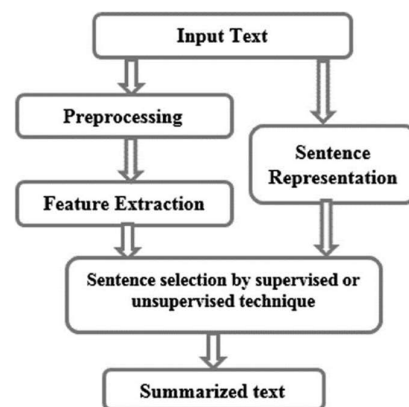 Input Text
Preprocessing
Sentence
Representation
Feature Extraction
Sentence selection by supervised or
unsupervised technique
Summarized text